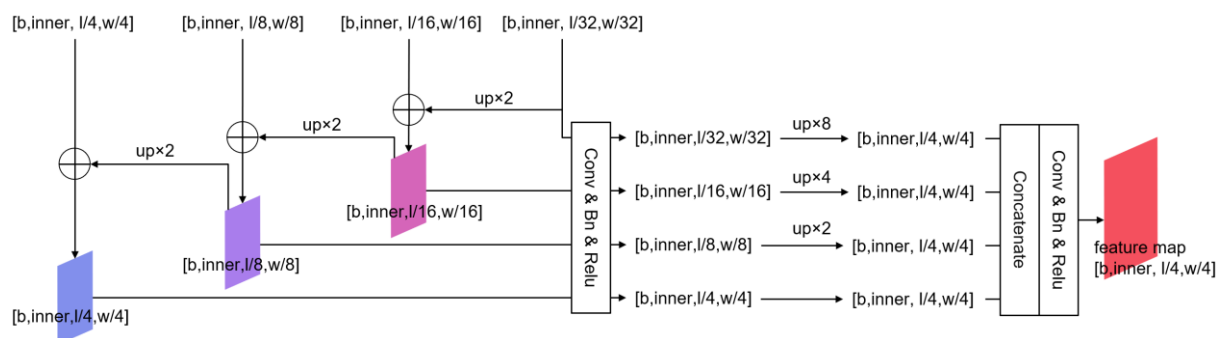 [b,inner, l/4,w/4]
[b,inner, l/8,w/8]
[b,inner, l/16,w/16]
[b,inner, l/32,w/32]
up×2
up×2
up×2
[b,inner,l/16,w/16]
[b,inner,l/8,w/8]
[b,inner,l/4,w/4]
Conv & Bn & Relu
[b,inner,l/32,w/32]
up×8
[b,inner,l/4,w/4]
[b,inner,l/16,w/16]
up×4
[b,inner,l/4,w/4]
[b,inner,l/8,w/8]
up×2
[b,inner, l/4,w/4]
[b,inner,l/4,w/4]
[b,inner, l/4,w/4]
Concatenate
Conv & Bn & Relu
feature map
[b,inner, l/4,w/4]